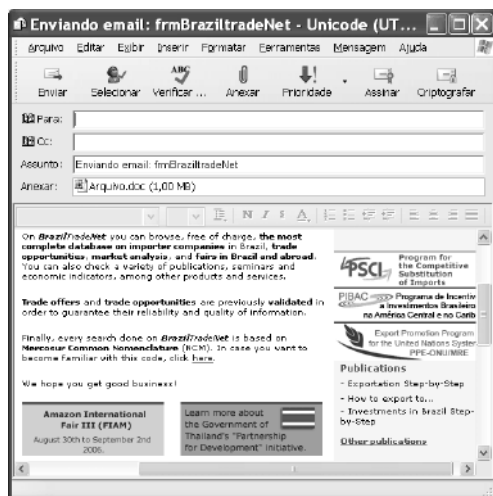 Enviando email: frmBraziltradeNet - Unicode (UT...
Arquivo Editar Exibir Inserir Formatar Ferramentas Mensagem Ajuda
Enviar Selecionar Verificar ... Anexar Prioridade Assinar Criptografar
Para:
Cc:
Assunto: Enviando email: frmBraziltradeNet
Anexar: Arquivo.doc (1,00 MB)
N I S A
On BrazilTradeNet you can browse, free of charge, the most
complete database on importer companies in Brazil, trade
opportunities, market analysis, and fairs in Brazil and abroad.
You can also check a variety of publications, seminars and
economic indicators, among other products and services.
Trade offers and trade opportunities are previously validated in
order to guarantee their reliability and quality of information.
Finally, every search done on BrazilTradeNet is based on
Mercosur Common Nomenclature (NCM). In case you want to
become familiar with this code, click here.
We hope you get good business!
Amazon International
Fair III (FIAM)
August 30th to September 2nd
2006.
Learn more about
the Government of
Thailand's "Partnership
for Development" initiative.
PSCI Program for
the Competitive
Substitution
of Imports
PIBAC Programa de Incentiv
a Investimentos Brasileiro
na América Central e no Carib
Export Promotion Program
for the United Nations System
PPE-ONU/MRE
Publications
- Exportation Step-by-Step
- How to export to...
- Investments in Brazil Step-
by-Step
Other publications